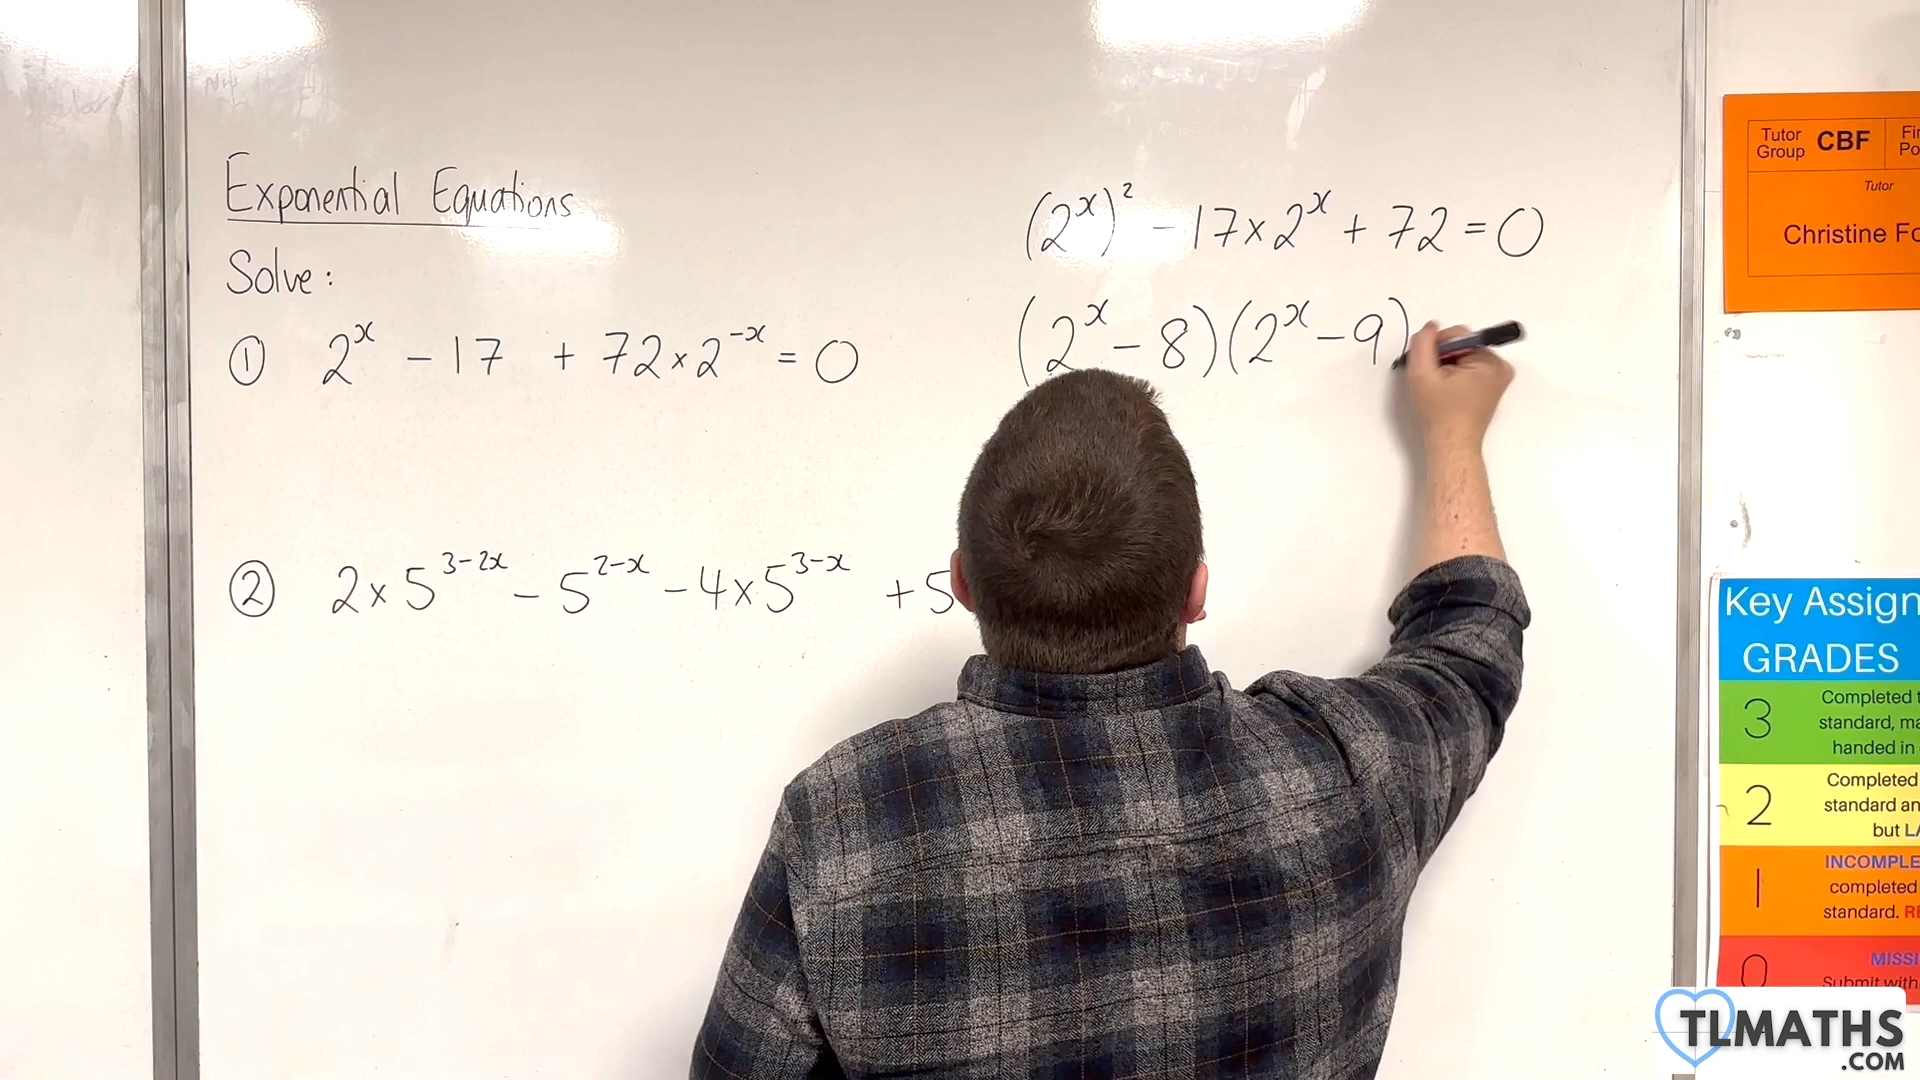 Exponential Equations
Solve:
① 2^x - 17 + 72 × 2^{-x} = 0
② 2 × 5^{3-2x} - 5^{2-x} - 4 × 5^{3-x} + 5
(2^x)^2 - 17 × 2^x + 72 = 0
(2^x - 8)(2^x - 9)
Tutor Group CBF
Tutor
Christine
Key Assign
GRADES
3 Completed
standard,
handed in
2 Completed
standard
but
1 INCOMPLE
completed
standard.
0 MISSI
Submit with
TLMATHS
.COM